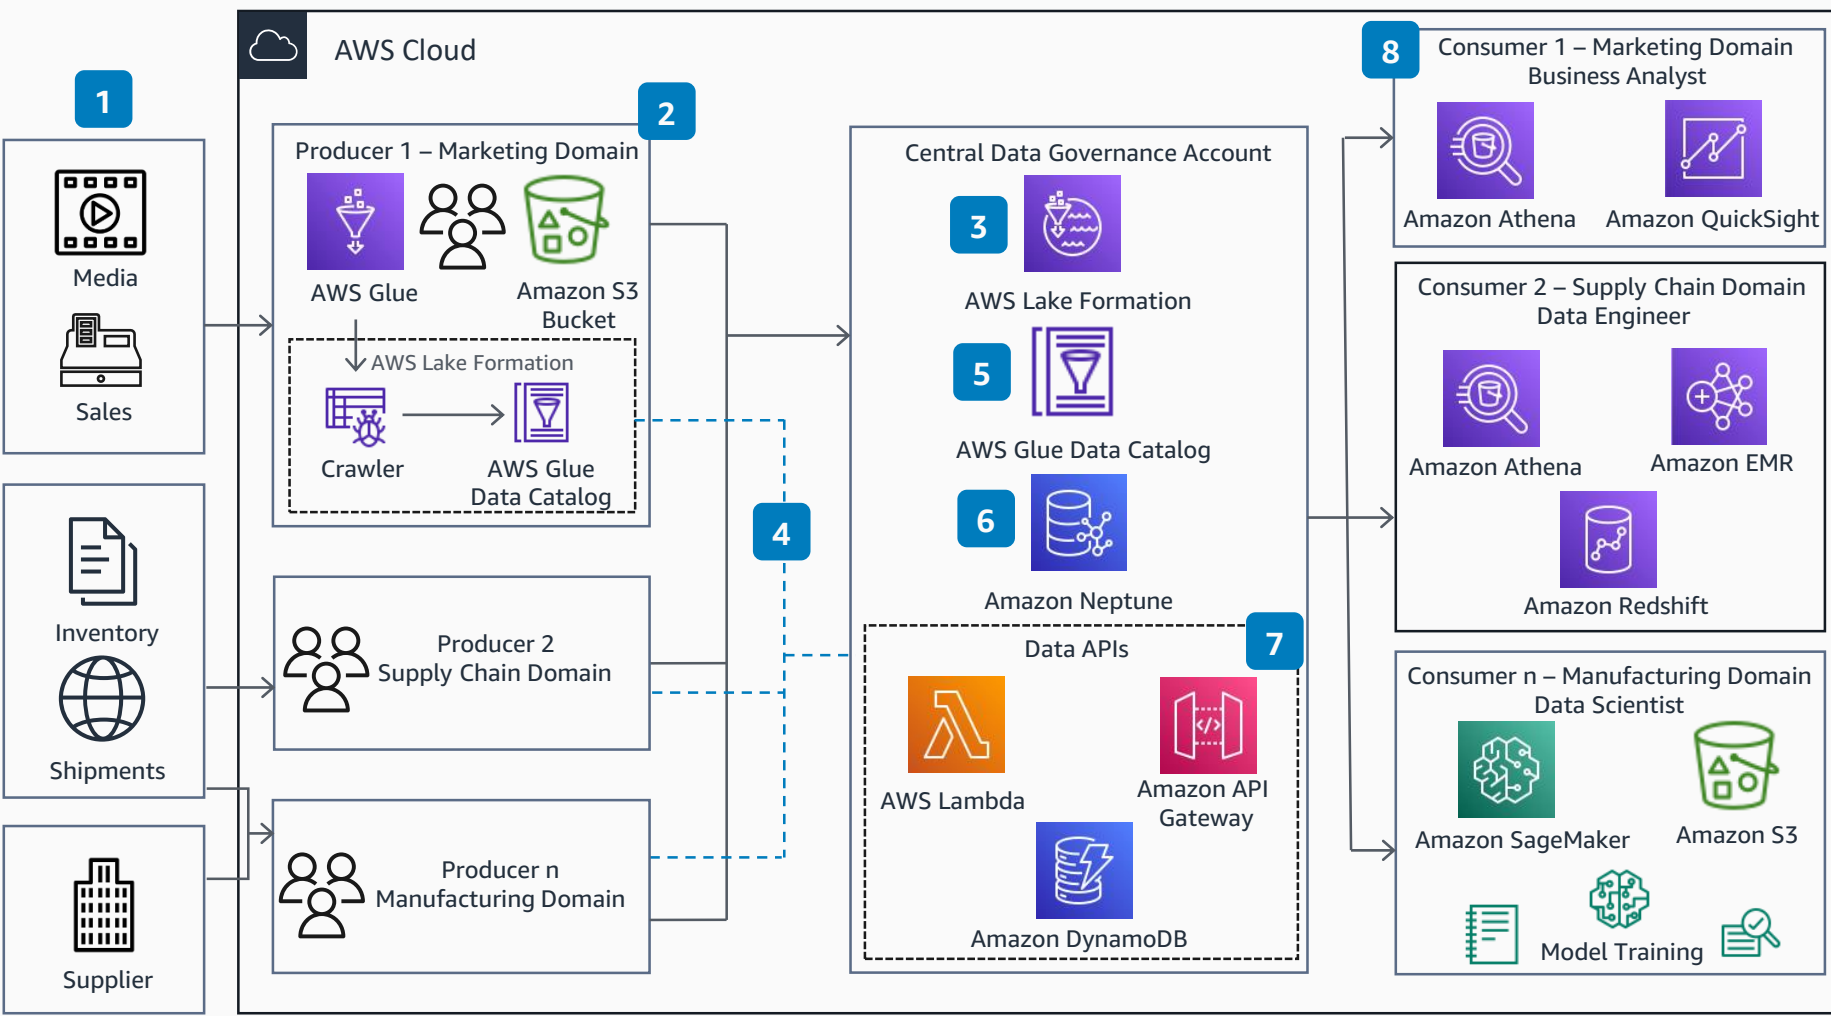 AWS Cloud
1
Media
Sales
Inventory
Shipments
Supplier
2
Producer 1 – Marketing Domain
AWS Glue
Amazon S3
Bucket
AWS Lake Formation
Crawler
AWS Glue
Data Catalog
Producer 2
Supply Chain Domain
Producer n
Manufacturing Domain
4
Central Data Governance Account
3
AWS Lake Formation
5
AWS Glue Data Catalog
6
Amazon Neptune
7
Data APIs
AWS Lambda
Amazon API
Gateway
Amazon DynamoDB
8
Consumer 1 – Marketing Domain
Business Analyst
Amazon Athena
Amazon QuickSight
Consumer 2 – Supply Chain Domain
Data Engineer
Amazon Athena
Amazon EMR
Amazon Redshift
Consumer n – Manufacturing Domain
Data Scientist
Amazon SageMaker
Amazon S3
Model Training